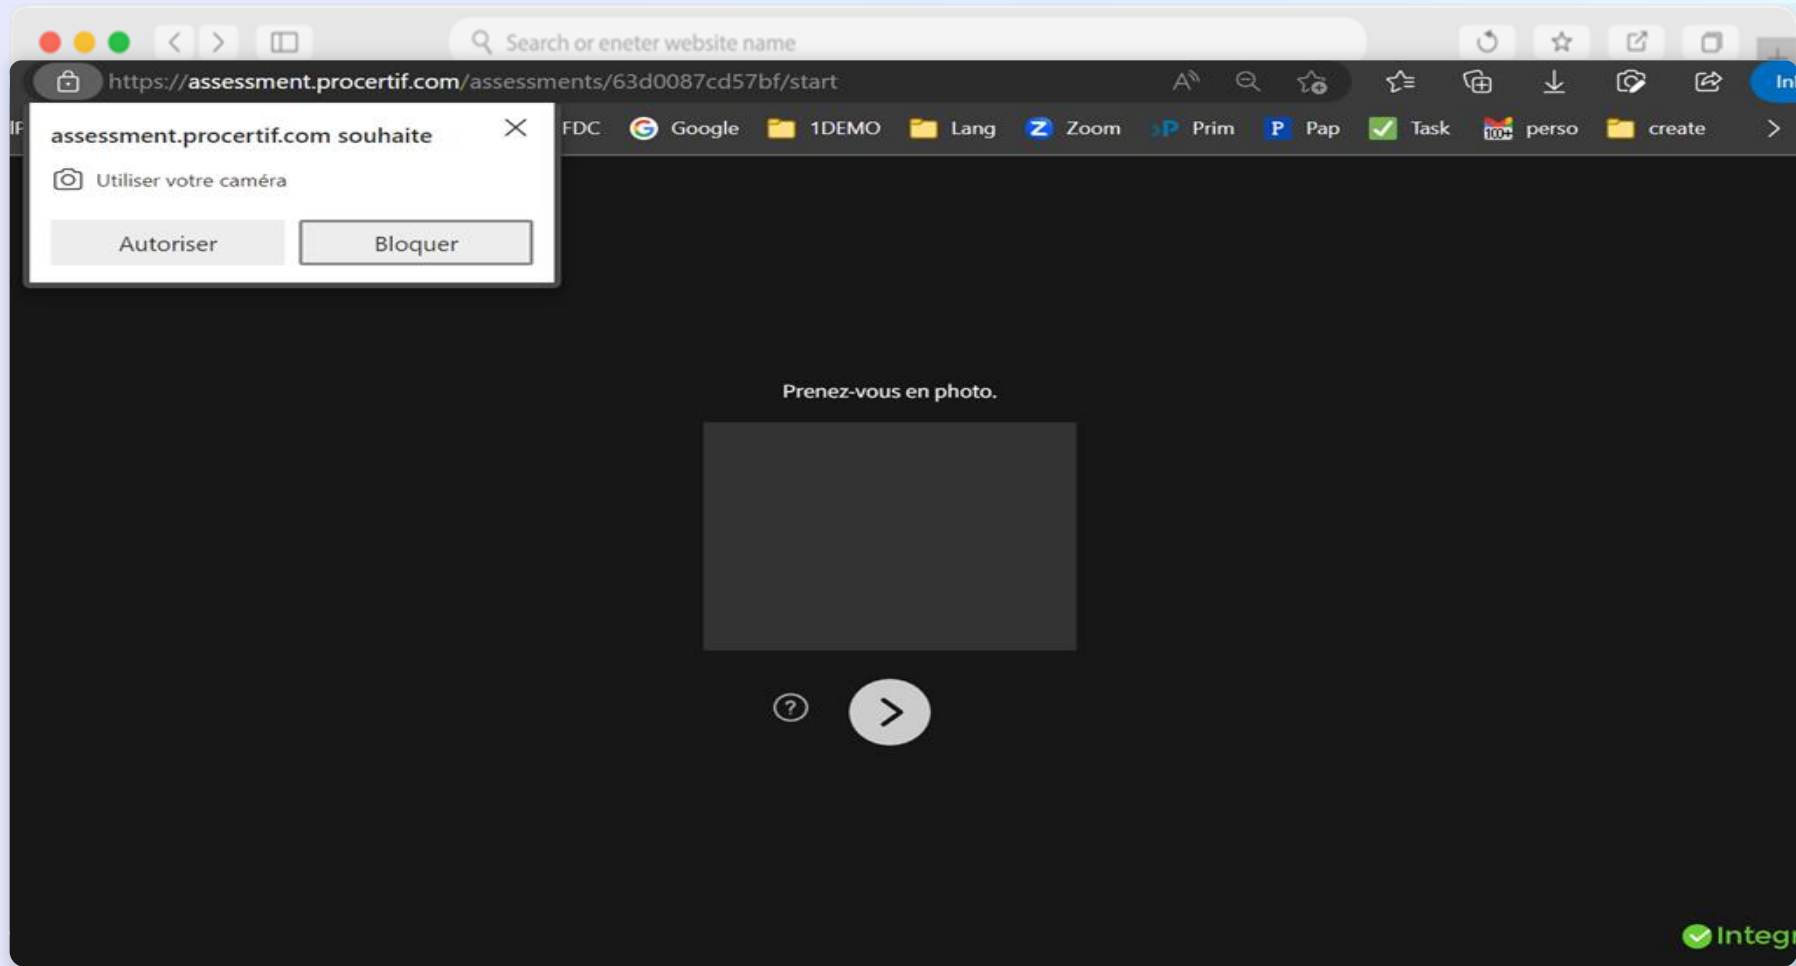 Search or eneter website name
https://assessment.procertif.com/assessments/63d0087cd57bf/start
FDC Google 1DEMO Lang Zoom Prim Pap Task 100+ perso create
assessment.procertif.com souhaite
Utiliser votre caméra
Autoriser Bloquer
Prenez-vous en photo.